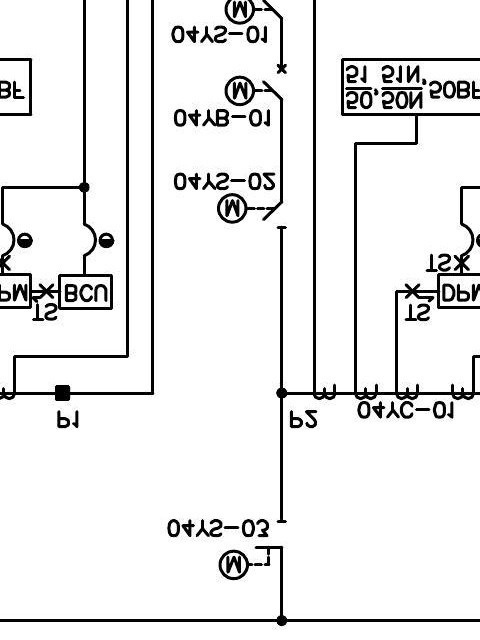 M
04YS-01
M
04YB-01
04YS-02
M
BF
51 51N,
50,50N 50BF
PM
TS
BCU
TS
DPM
TS
P1
P2
04YC-01
04YS-03
M